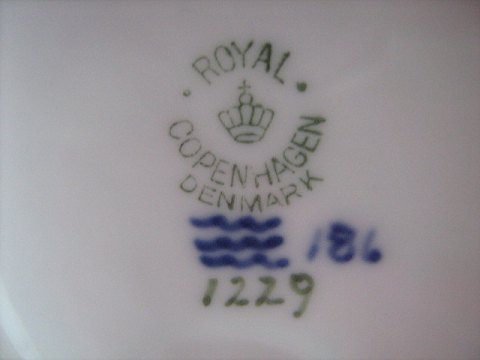 ROYAL
COPENHAGEN
DENMARK
186
1229